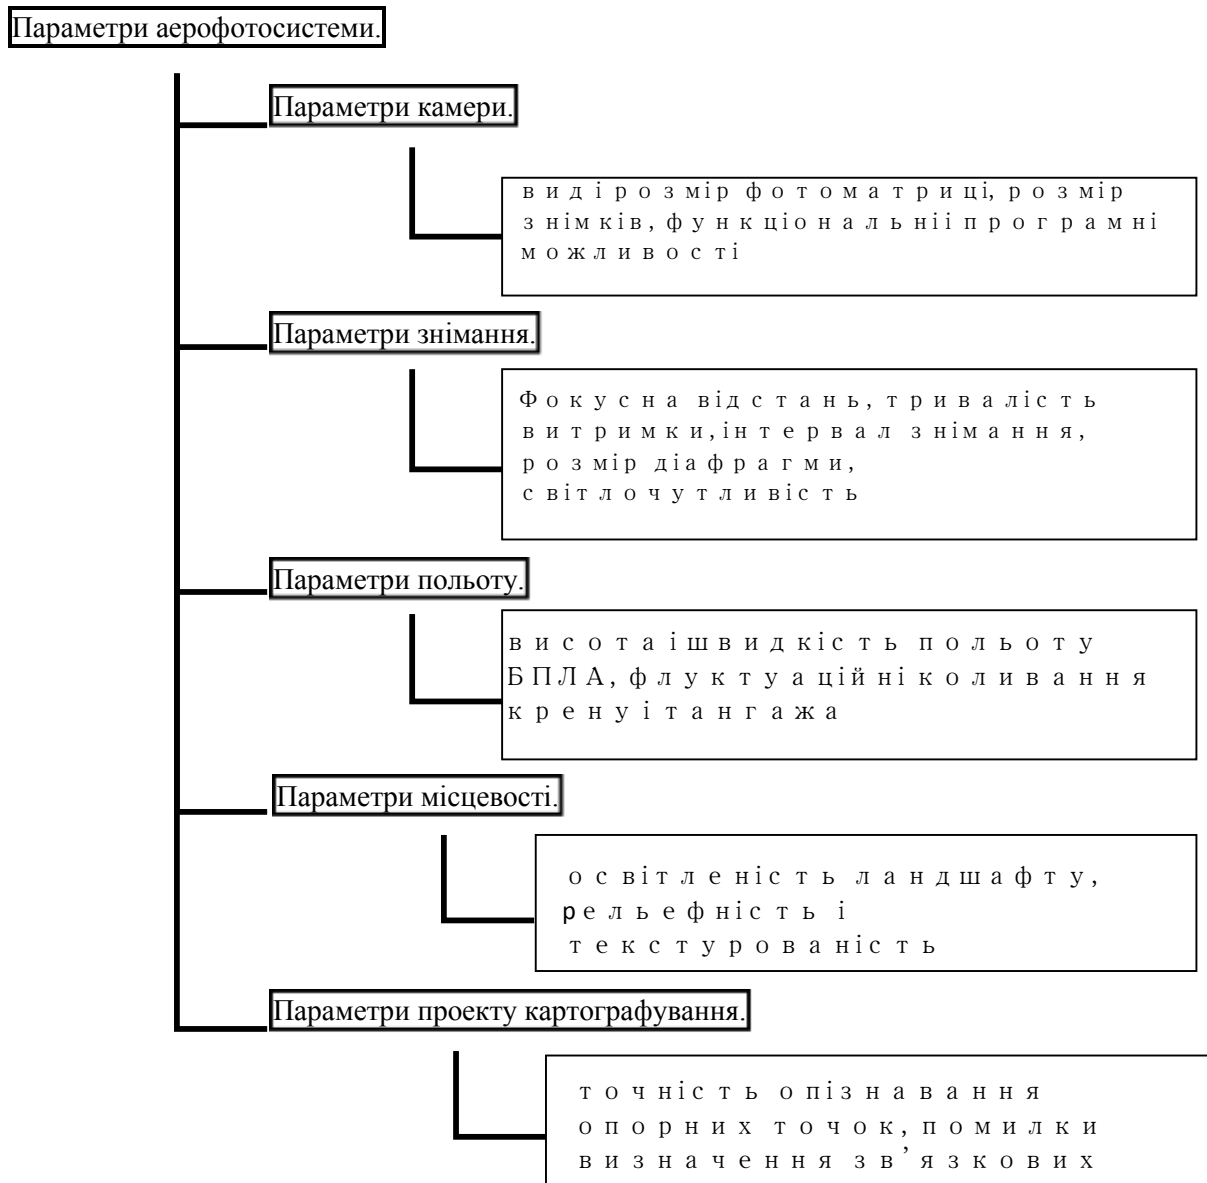 Параметри аерофотосистеми.
Параметри камери.
вид і розмір фотоматриці, розмір
знімків, функціональні і програмні
можливості
Параметри знімання.
Фокусна відстань, тривалість
витримки, інтервал знімання,
розмір діафрагми,
світлочутливість
Параметри польоту.
висота і швидкість польоту
БПЛА, флуктуаційні коливання
крену і тангажа
Параметри місцевості.
освітленість ландшафту,
рельефність і
текстурованість
Параметри проекту картографування.
точність опізнавання
опорних точок, помилки
визначення зв’язкових